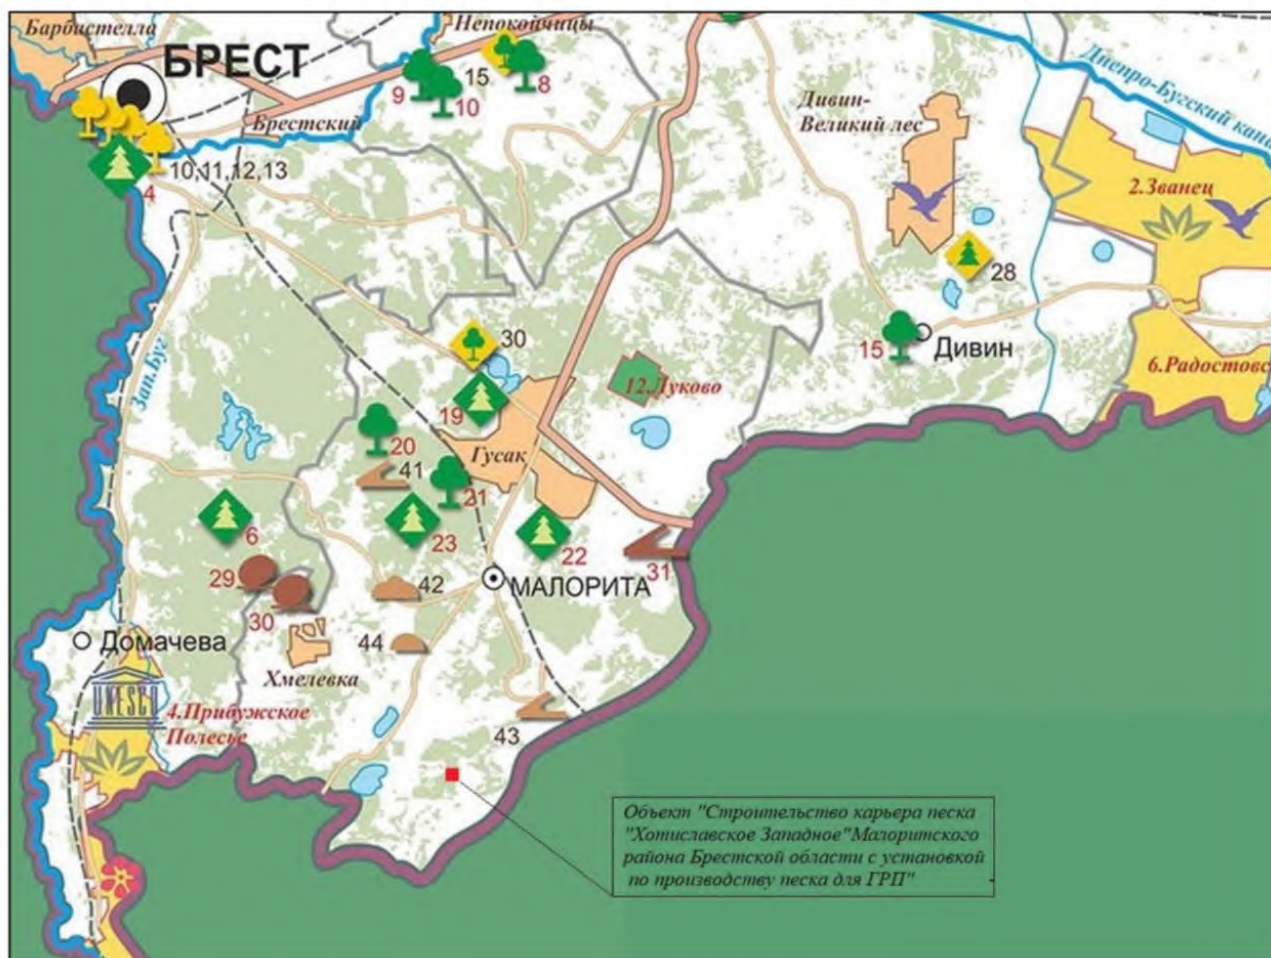 Барбастелла
Непокойчицы
БРЕСТ
15
8
9
10
Брестский
10,11,12,13
4
Дивин-
Великий лес
Днепро-Бугский кана
2.Званец
28
Зап.Буг
30
15
Дивин
12.Луково
6.Радостовс
19
20
Гусак
41
21
6
23
22
31
29
42
МАЛОРИТА
30
44
Домачева
Хмелевка
UNESCO
4.Прибужское
Полесье
43
Объект "Строительство карьера песка
"Хотиславское Западное"Малоритского
района Брестской области с установкой
по производству песка для ГРП"